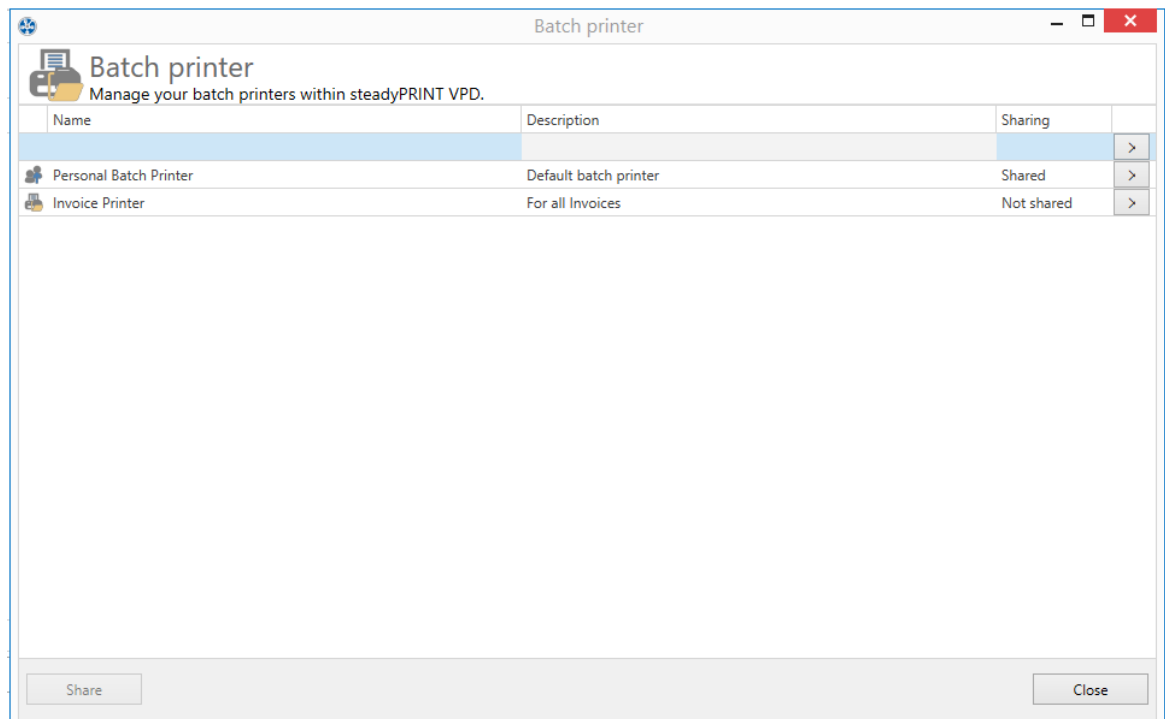 Batch printer
Batch printer
Manage your batch printers within steadyPRINT VPD.
Name Description Sharing
>
Personal Batch Printer Default batch printer Shared >
Invoice Printer For all Invoices Not shared >
Share Close